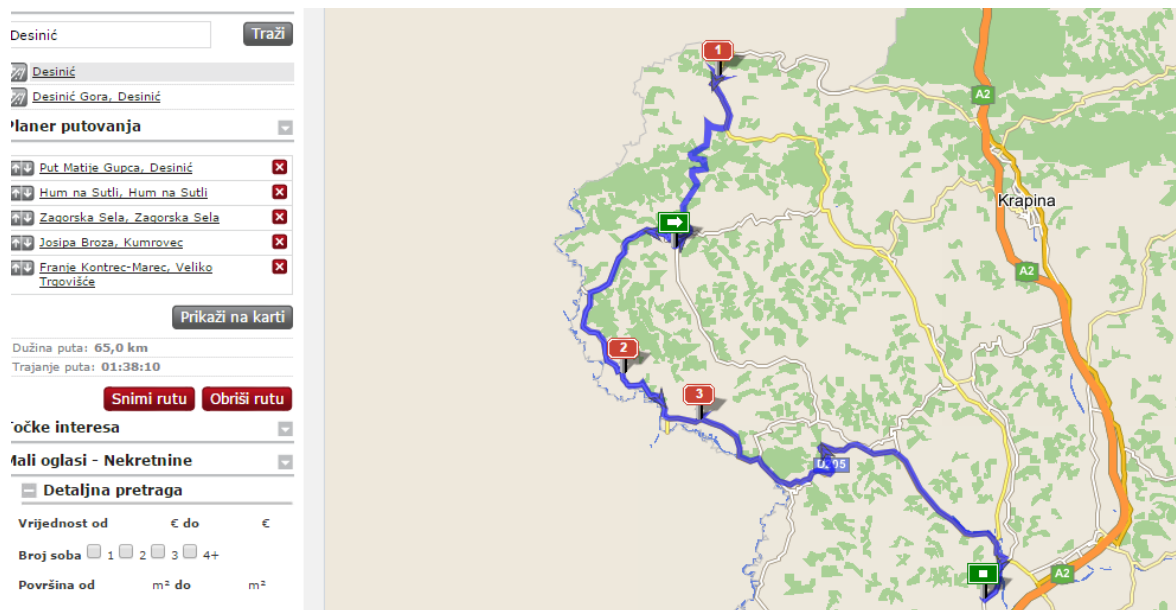 Desinić
Traži
Desinić
Desinić Gora, Desinić
Planer putovanja
Put Matije Gupca, Desinić
Hum na Sutli, Hum na Sutli
Zagorska Sela, Zagorska Sela
Josipa Broza, Kumrovec
Franje Kontrec-Marec, Veliko
Trgovišće
Prikaži na karti
Dužina puta: 65,0 km
Trajanje puta: 01:38:10
Snimi rutu
Obriši rutu
Točke interesa
Mali oglasi - Nekretnine
Detaljna pretraga
Vrijednost od € do €
Broj soba 1 2 3 4+
Površina od m² do m²
1
A2
Krapina
A2
2
3
A2